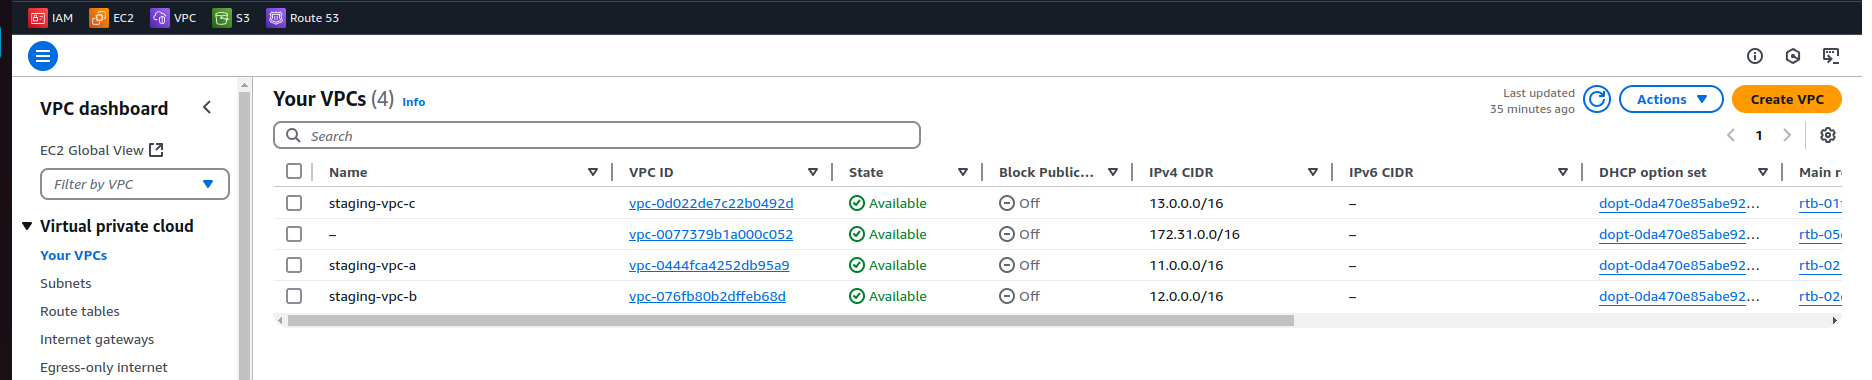 IAM EC2 VPC S3 Route 53
VPC dashboard
EC2 Global View
Filter by VPC
Virtual private cloud
Your VPCs
Subnets
Route tables
Internet gateways
Egress-only internet
Your VPCs (4) Info
Last updated
35 minutes ago
Actions
Create VPC
Search
1
Name VPC ID State Block Public... IPv4 CIDR IPv6 CIDR DHCP option set Main r
staging-vpc-c vpc-0d022de7c22b0492d Available Off 13.0.0.0/16 – dopt-0da470e85abe92... rtb-01
– vpc-0077379b1a000c052 Available Off 172.31.0.0/16 – dopt-0da470e85abe92... rtb-05
staging-vpc-a vpc-0444fca4252db95a9 Available Off 11.0.0.0/16 – dopt-0da470e85abe92... rtb-02
staging-vpc-b vpc-076fb80b2dffeb68d Available Off 12.0.0.0/16 – dopt-0da470e85abe92... rtb-02